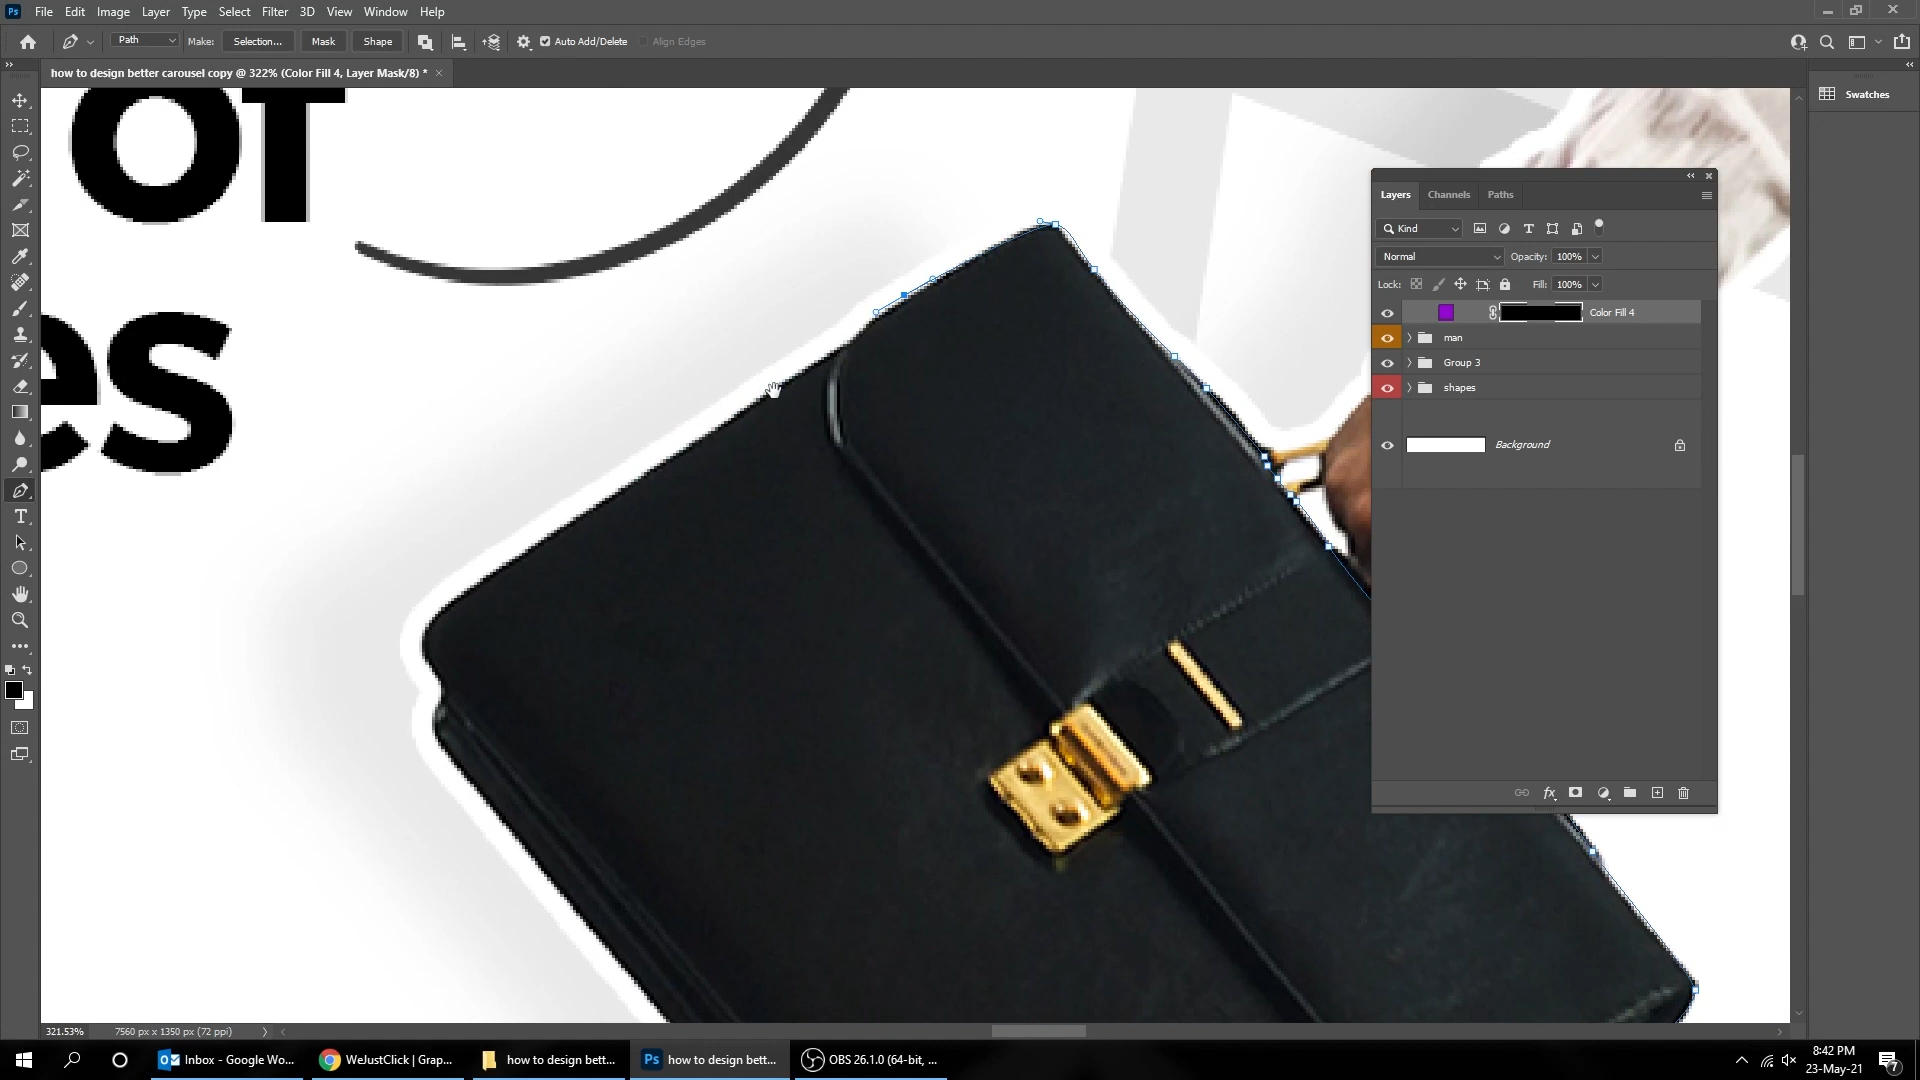 Ps File Edit Image Layer Type Select Filter 3D View Window Help
Path Make: Selection... Mask Shape Auto Add/Delete Align Edges
how to design better carousel copy @ 322% (Color Fill 4, Layer Mask/8) * ×
Swatches
of
es
Layers Channels Paths
Kind
Normal Opacity: 100%
Lock: Fill: 100%
Color Fill 4
man
Group 3
shapes
Background
321.53% 7560 px x 1350 px (72 ppi)
Inbox - Google Wo... WeJustClick | Grap... how to design bett... Ps how to design bett... OBS 26.1.0 (64-bit, ...
8:42 PM
23-May-21
7